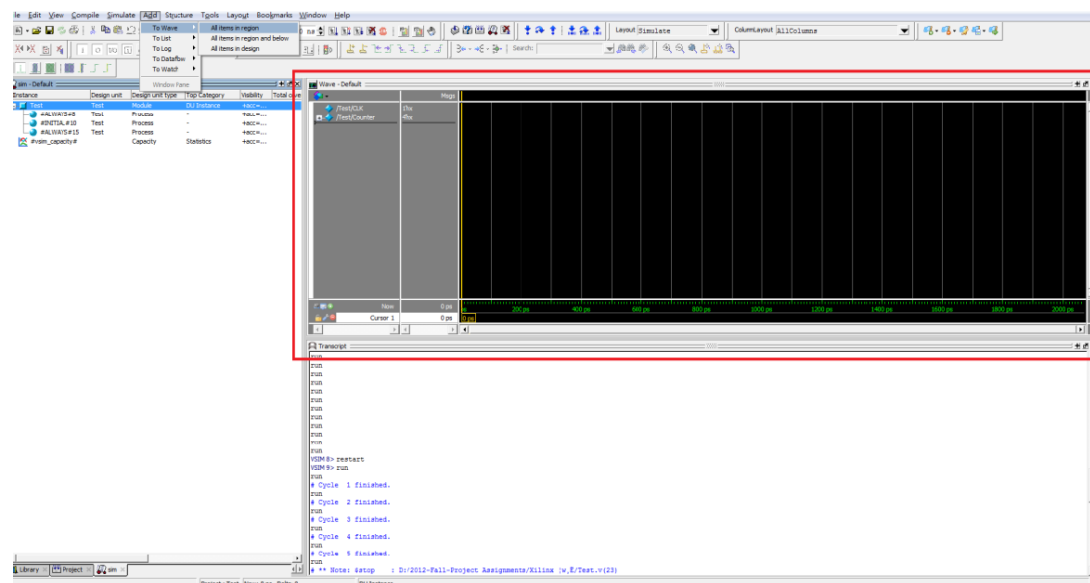 File Edit View Compile Simulate Add Structure Tools Layout Bookmarks Window Help
To Wave
All items in region
To List
All items in region and below
To Log
All items in design
To Dataflow
To Watch
Window Pane
Search:
Layout Simulate
ColumnLayout AllColumns
sim - Default
Instance Design unit Design unit type Top Category Visibility Total cove
Test Test Module DU Instance +acc=...
#ALWAYS#8 Test Process - +acc=...
#INITIAL#10 Test Process - +acc=...
#ALWAYS#15 Test Process - +acc=...
#vsim_capacity# Capacity Statistics +acc=...
Library Project sim
Wave - Default
Msgs
/Test/CLK
/Test/Counter
Now 0 ps
200 ps 400 ps 600 ps 800 ps 1000 ps 1200 ps 1400 ps 1600 ps 1800 ps 2000 ps
Cursor 1 0 ps 0 ps
Transcript
run
run
run
run
run
run
run
run
run
run
run
run
VSIM 8> restart
VSIM 9> run
run
# Cycle 1 finished.
run
# Cycle 2 finished.
run
# Cycle 3 finished.
run
# Cycle 4 finished.
run
# Cycle 5 finished.
run
# ** Note: $stop : D:/2012-Fall-Project Assignments/Xilinx